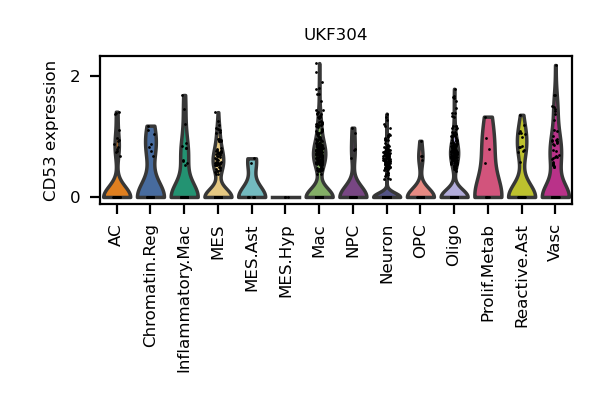 UKF304
CD53 expression
2
0
AC
Chromatin.Reg
Inflammatory.Mac
MES
MES.Ast
MES.Hyp
Mac
NPC
Neuron
OPC
Oligo
Prolif.Metab
Reactive.Ast
Vasc